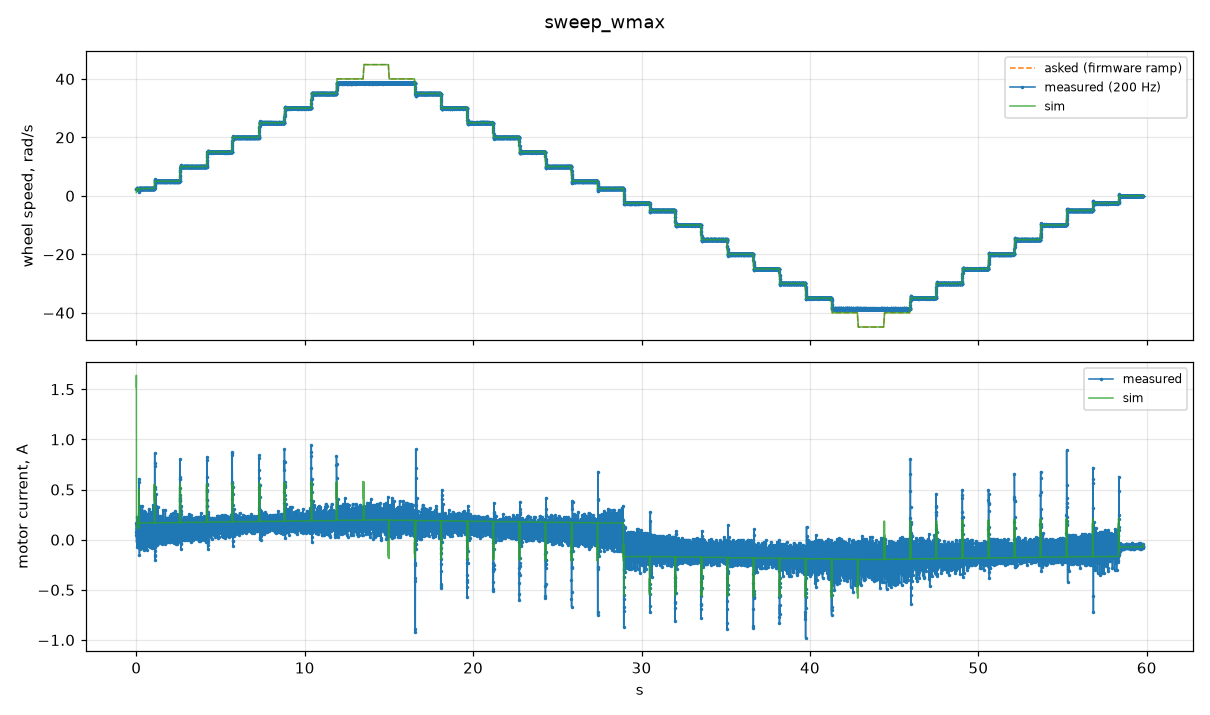 sweep_wmax
wheel speed, rad/s
40
20
0
−20
−40
asked (firmware ramp)
measured (200 Hz)
sim
motor current, A
1.5
1.0
0.5
0.0
−0.5
−1.0
measured
sim
0 10 20 30 40 50 60
s